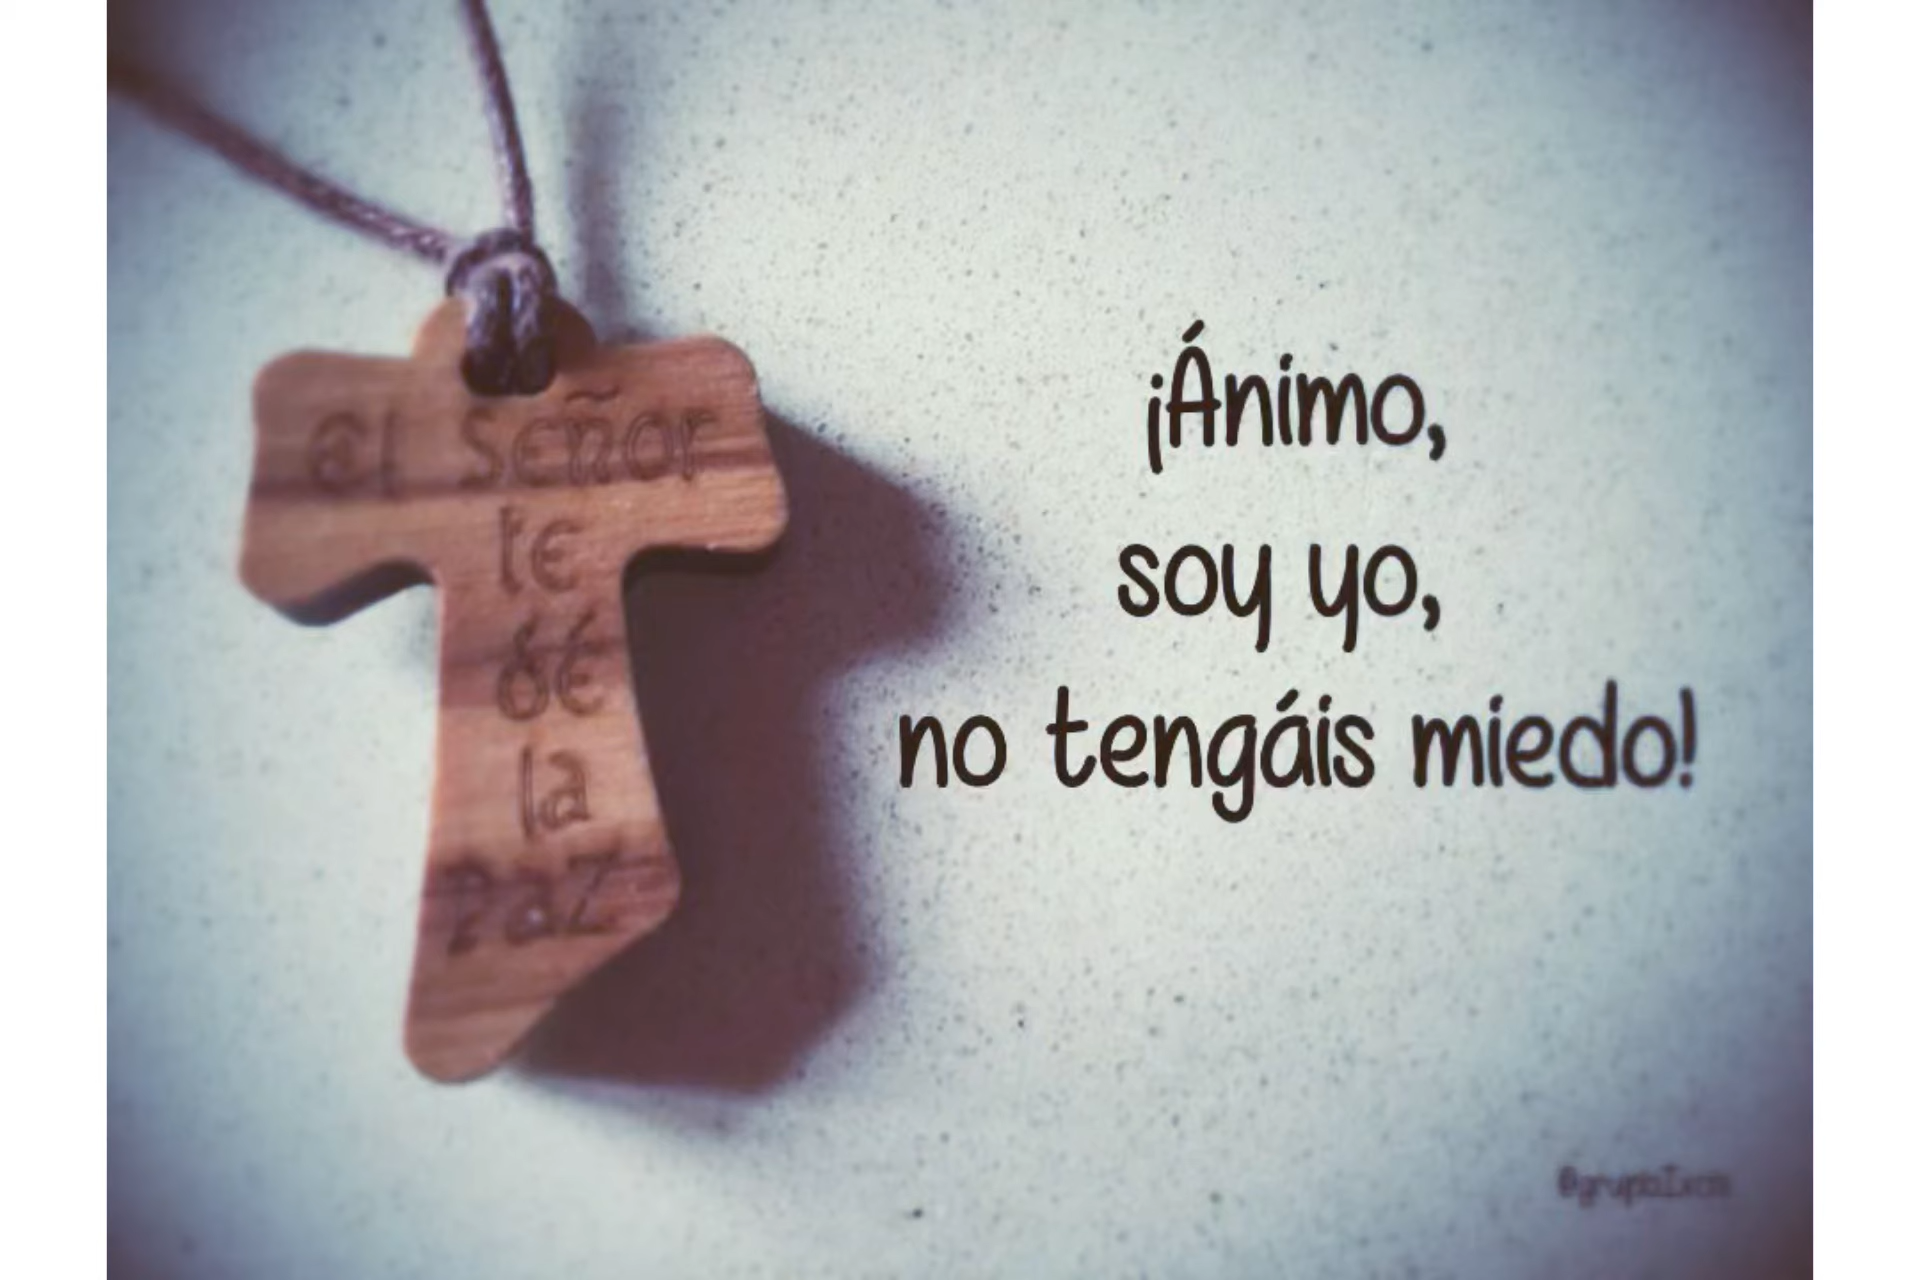 el señor
te
dé
la
paz
¡Ánimo,
soy yo,
no tengáis miedo!